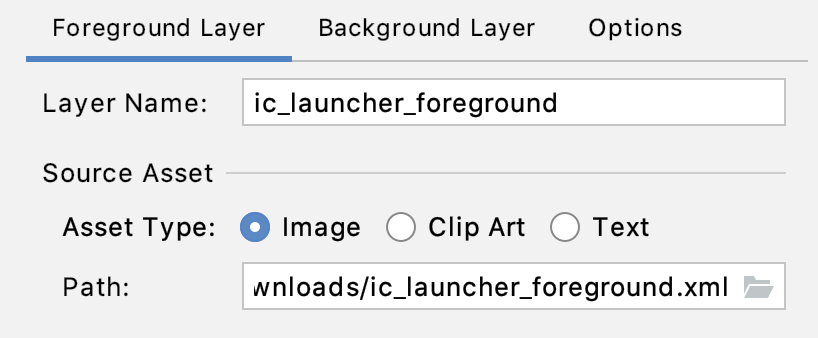 Foreground Layer Background Layer Options
Layer Name: ic_launcher_foreground
Source Asset
Asset Type: Image Clip Art Text
Path: wnloads/ic_launcher_foreground.xml